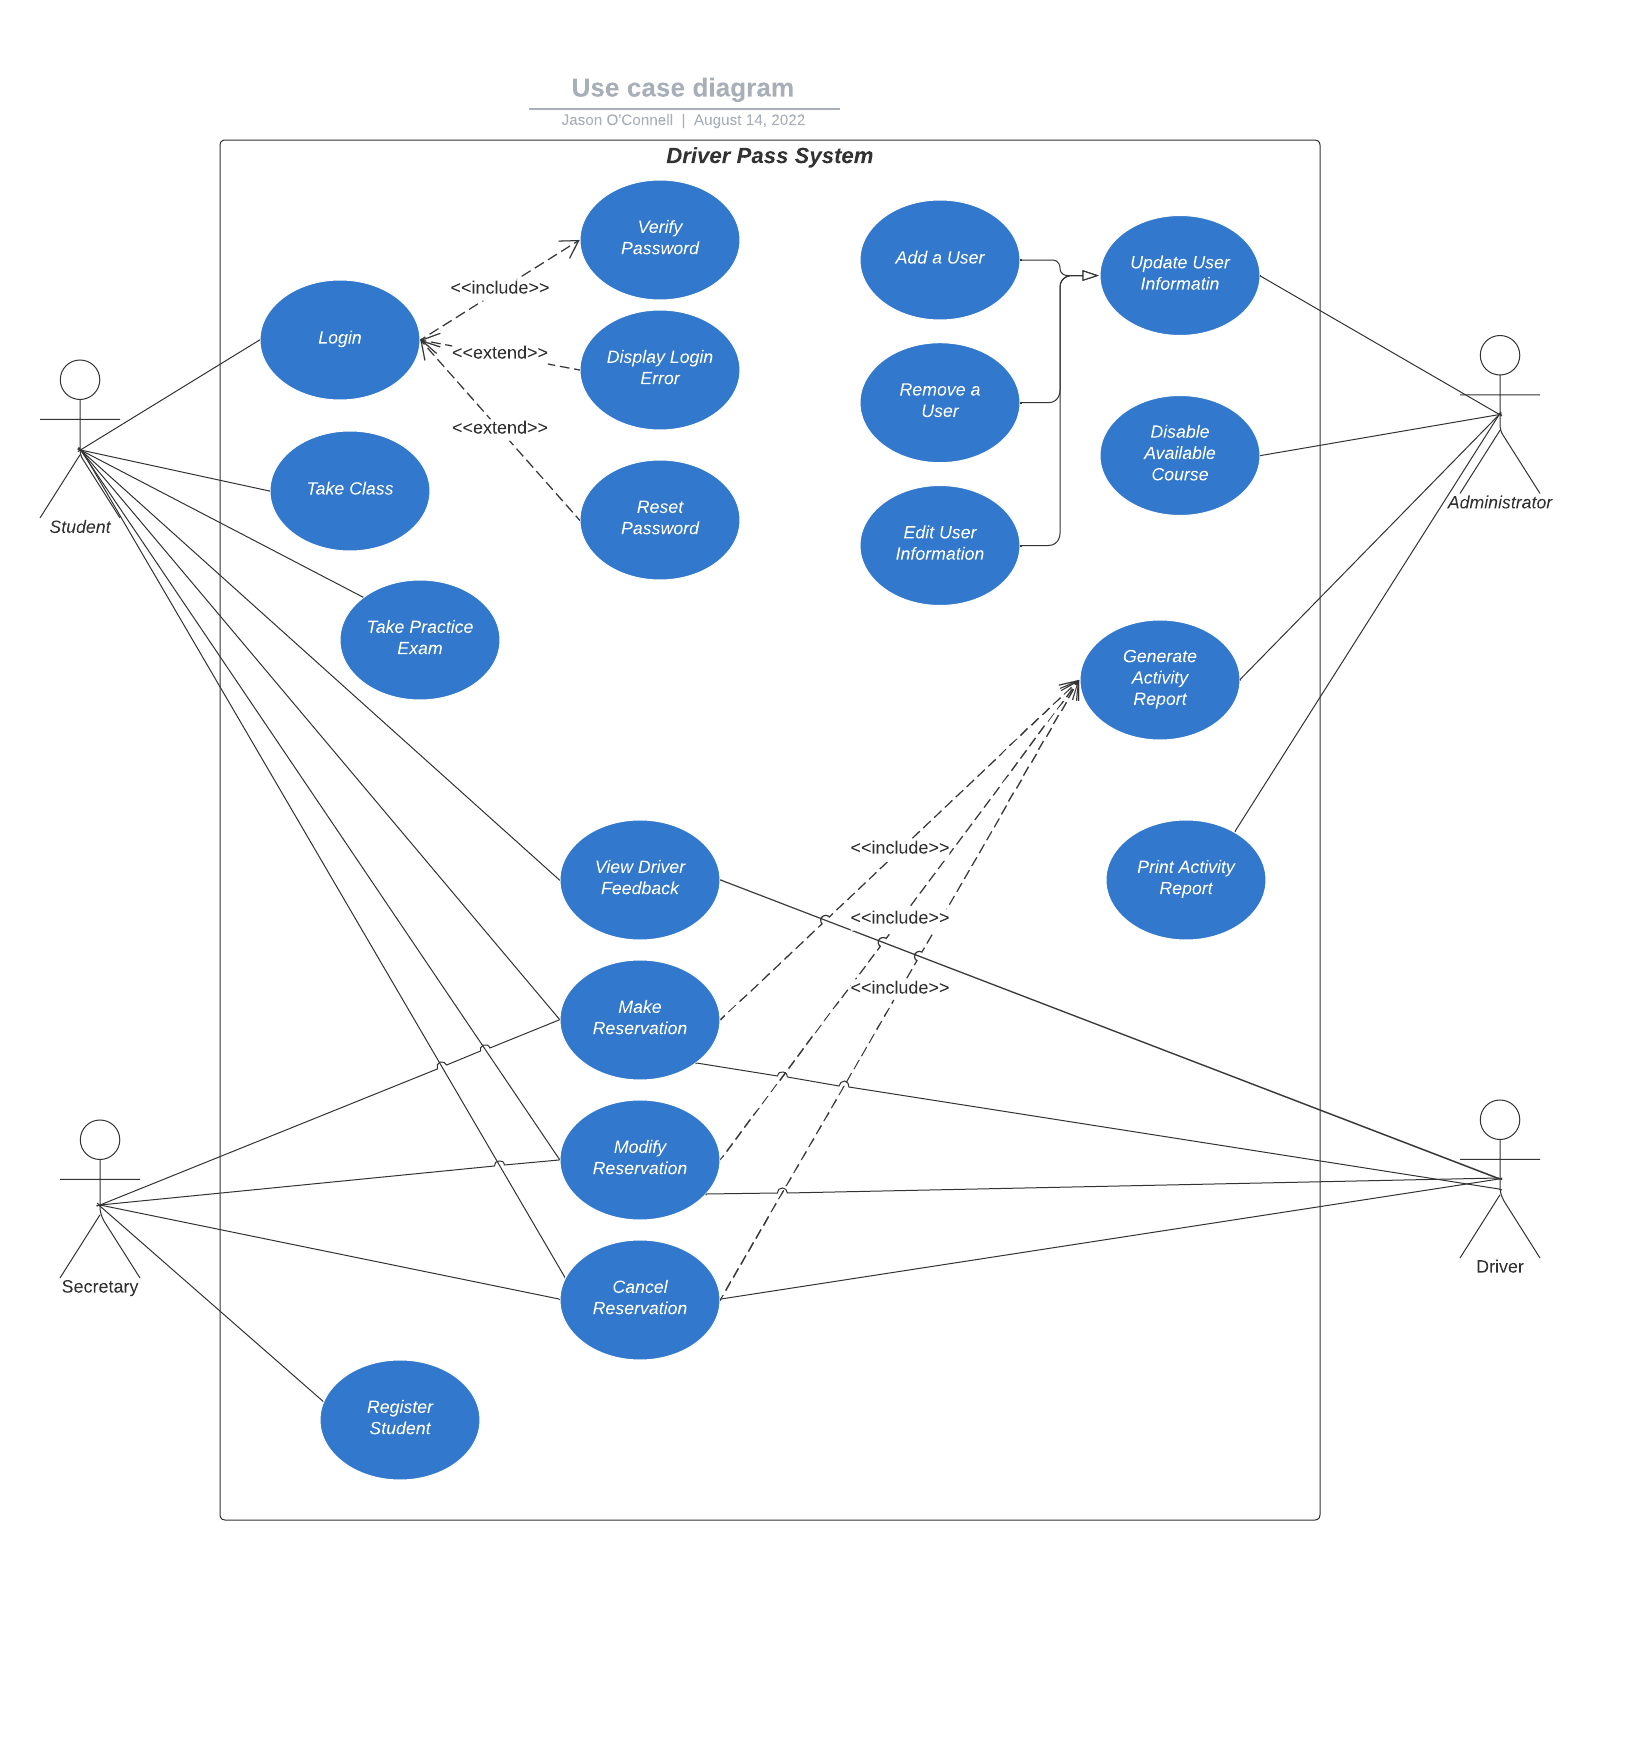 Use case diagram
Jason O'Connell | August 14, 2022
Driver Pass System
Verify
Password
Add a User
Update User
Informatin
<<include>>
Login
Display Login
Error
<<extend>>
Remove a
User
<<extend>>
Disable
Available
Course
Take Class
Reset
Password
Edit User
Information
Student
Administrator
Take Practice
Exam
Generate
Activity
Report
<<include>>
View Driver
Feedback
Print Activity
Report
<<include>>
<<include>>
Make
Reservation
Modify
Reservation
Secretary
Driver
Cancel
Reservation
Register
Student